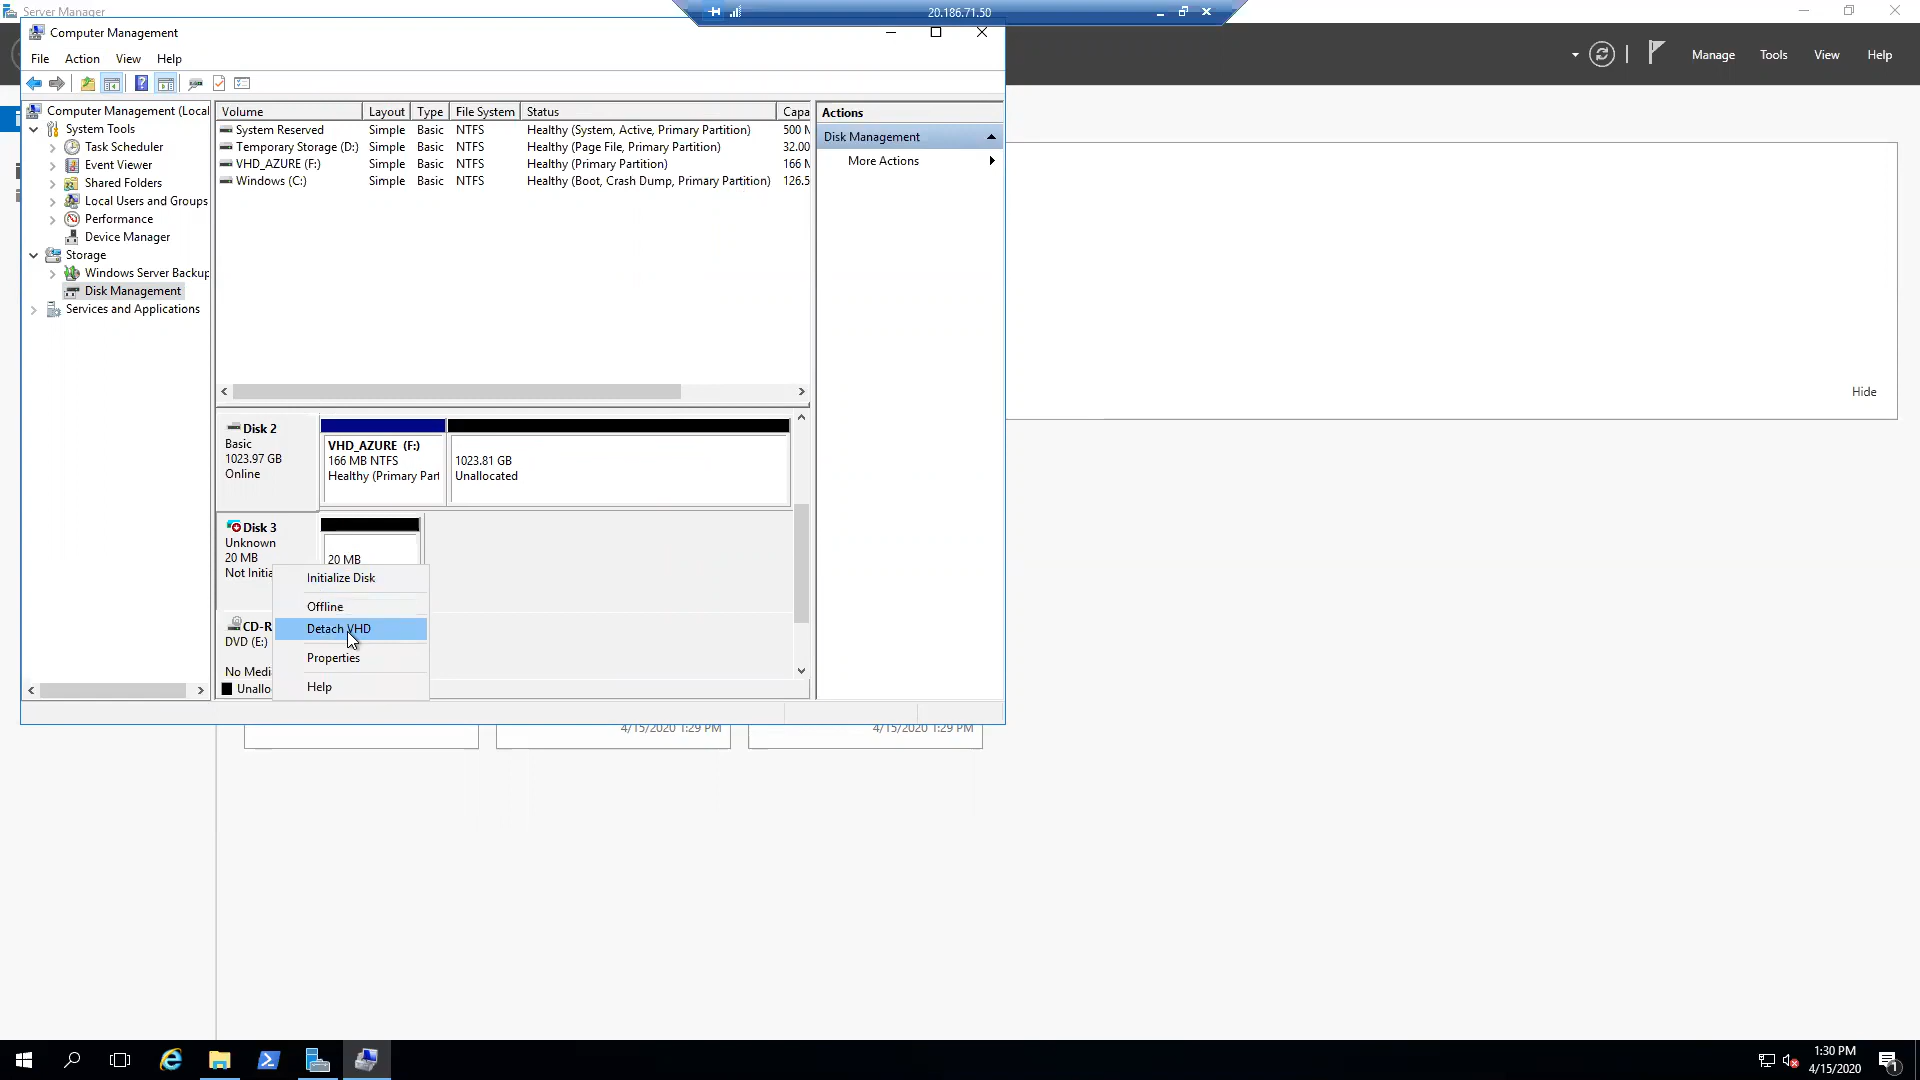 Server Manager
20.186.71.50
Computer Management
File Action View Help
Manage Tools View Help
Computer Management (Local
System Tools
Task Scheduler
Event Viewer
Shared Folders
Local Users and Groups
Performance
Device Manager
Storage
Windows Server Backup
Disk Management
Services and Applications
Volume Layout Type File System Status Capa
System Reserved Simple Basic NTFS Healthy (System, Active, Primary Partition) 500 M
Temporary Storage (D:) Simple Basic NTFS Healthy (Page File, Primary Partition) 32.00
VHD_AZURE (F:) Simple Basic NTFS Healthy (Primary Partition) 166 M
Windows (C:) Simple Basic NTFS Healthy (Boot, Crash Dump, Primary Partition) 126.5
Actions
Disk Management
More Actions
Hide
Disk 2
Basic
1023.97 GB
Online
VHD_AZURE (F:)
166 MB NTFS
Healthy (Primary Part
1023.81 GB
Unallocated
Disk 3
Unknown
20 MB
Not Initia
20 MB
CD-R
DVD (E:)
No Medi
Unallo
Initialize Disk
Offline
Detach VHD
Properties
Help
4/15/2020 1:29 PM
4/15/2020 1:29 PM
1:30 PM
4/15/2020
1